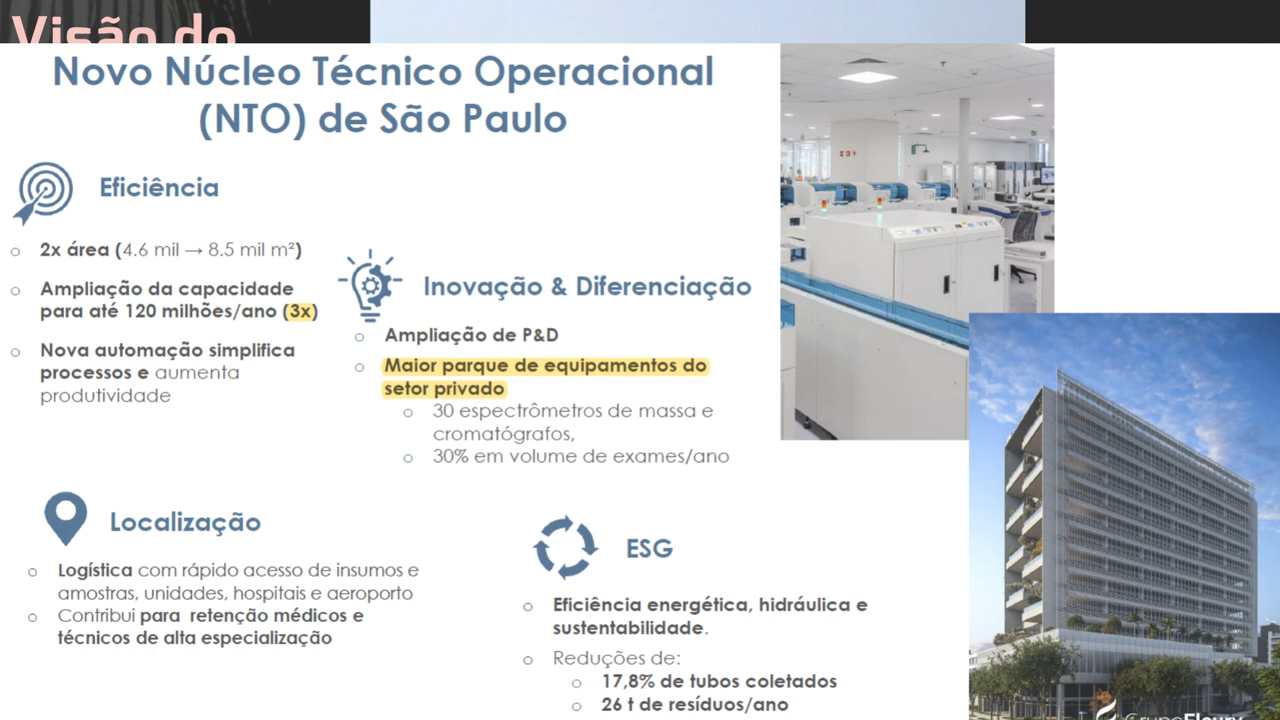 Visão do
Novo Núcleo Técnico Operacional
(NTO) de São Paulo
Eficiência
2x área (4.6 mil → 8.5 mil m²)
Ampliação da capacidade
para até 120 milhões/ano (3x)
Nova automação simplifica
processos e aumenta
produtividade
Inovação & Diferenciação
Ampliação de P&D
Maior parque de equipamentos do
setor privado
30 espectrômetros de massa e
cromatógrafos,
30% em volume de exames/ano
Localização
Logística com rápido acesso de insumos e
amostras, unidades, hospitais e aeroporto
Contribui para retenção médicos e
técnicos de alta especialização
ESG
Eficiência energética, hidráulica e
sustentabilidade.
Reduções de:
17,8% de tubos coletados
26 t de resíduos/ano
GrupoFleury